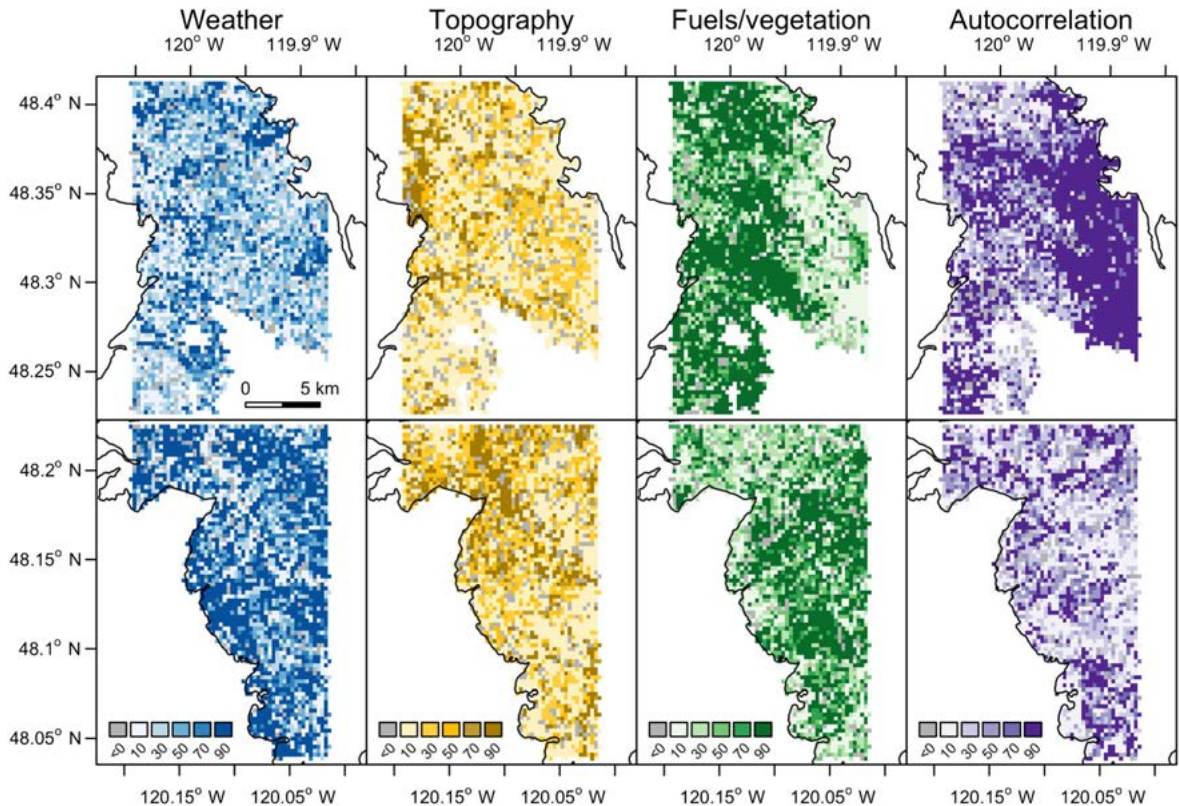 Weather Topography Fuels/vegetation Autocorrelation
120° W 119.9° W 120° W 119.9° W 120° W 119.9° W 120° W 119.9° W
48.4° N
48.35° N
48.3° N
48.25° N
0 5 km
48.2° N
48.15° N
48.1° N
48.05° N
<0 10 30 50 70 90 <0 10 30 50 70 90 <0 10 30 50 70 90 <0 10 30 50 70 90
120.15° W 120.05° W 120.15° W 120.05° W 120.15° W 120.05° W 120.15° W 120.05° W